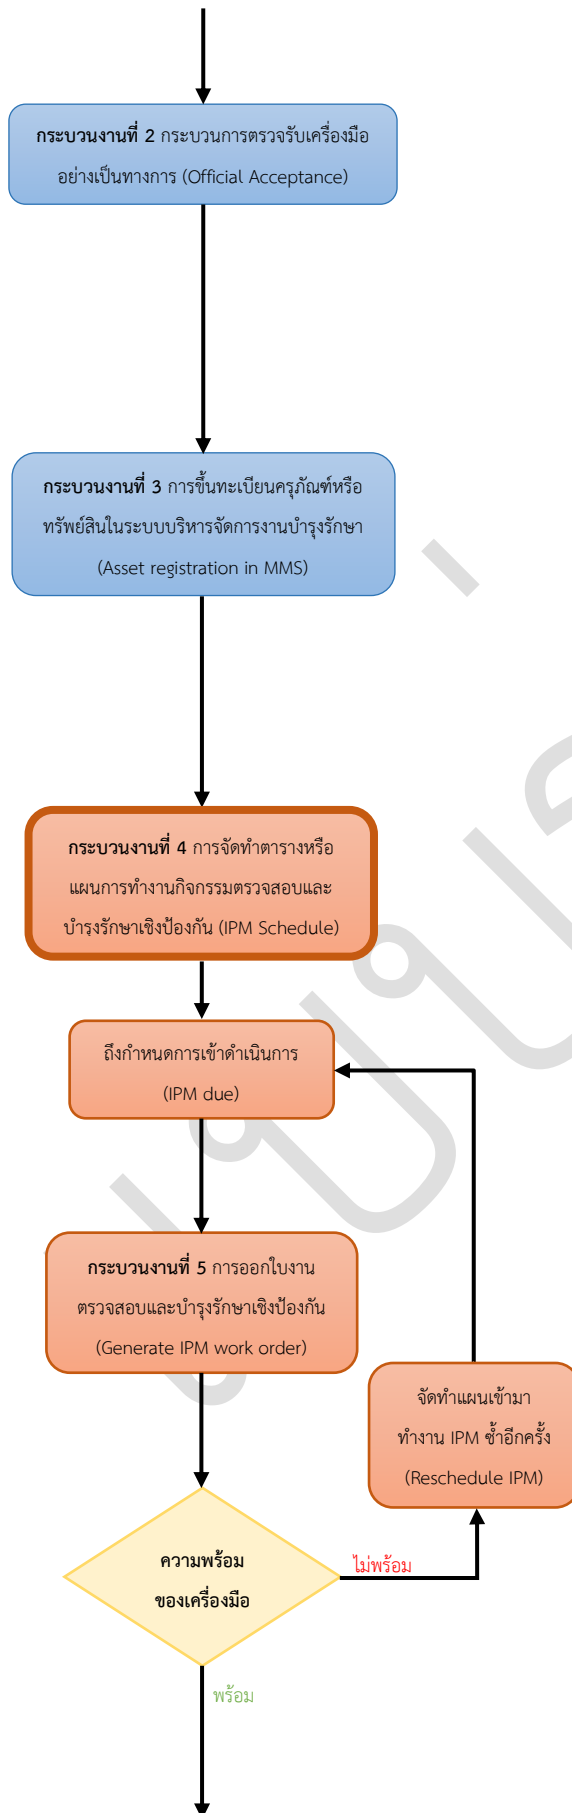 กระบวนงานที่ 2 กระบวนการตรวจรับเครื่องมือ
อย่างเป็นทางการ (Official Acceptance)
กระบวนงานที่ 3 การขึ้นทะเบียนครุภัณฑ์หรือ
ทรัพย์สินในระบบบริหารจัดการงานบำรุงรักษา
(Asset registration in MMS)
กระบวนงานที่ 4 การจัดทำตารางหรือ
แผนการทำงานกิจกรรมตรวจสอบและ
บำรุงรักษาเชิงป้องกัน (IPM Schedule)
ถึงกำหนดการเข้าดำเนินการ
(IPM due)
กระบวนงานที่ 5 การออกใบงาน
ตรวจสอบและบำรุงรักษาเชิงป้องกัน
(Generate IPM work order)
จัดทำแผนเข้ามา
ทำงาน IPM ซ้ำอีกครั้ง
(Reschedule IPM)
ความพร้อม
ของเครื่องมือ
ไม่พร้อม
พร้อม